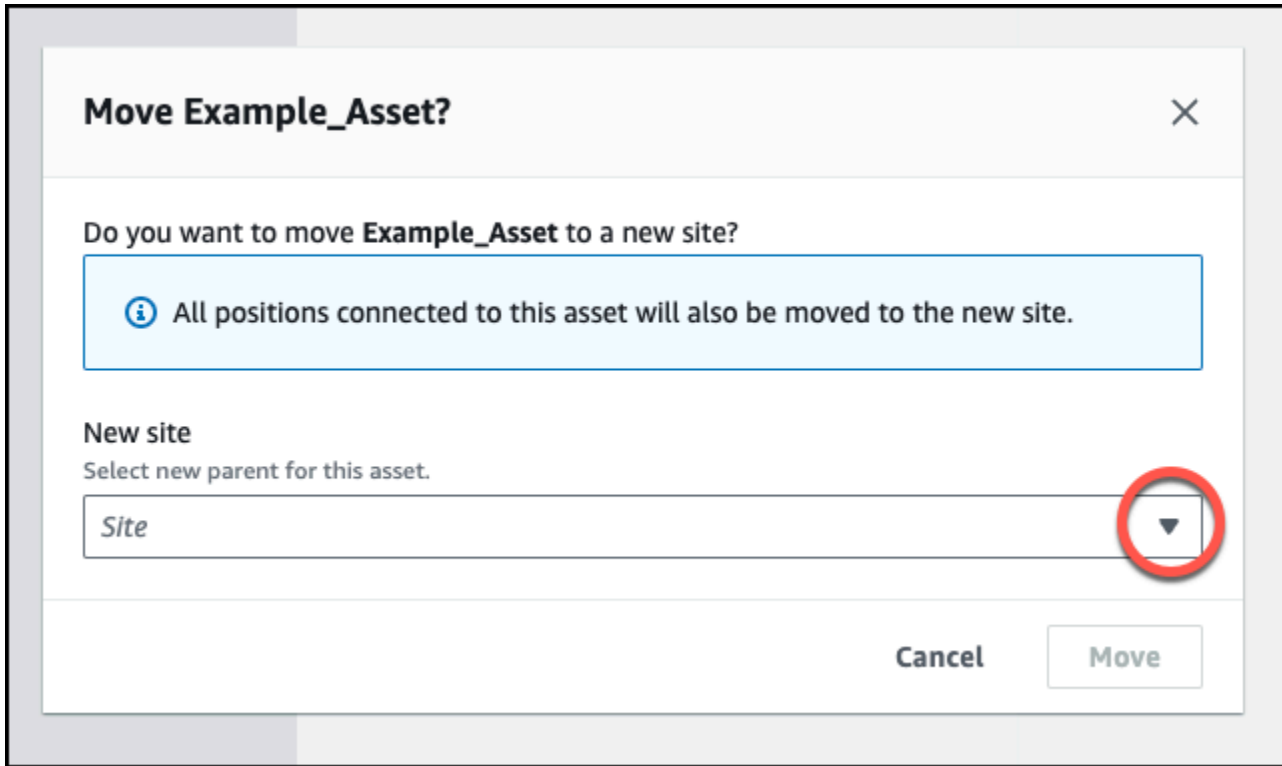 Move Example_Asset?
Do you want to move Example_Asset to a new site?
All positions connected to this asset will also be moved to the new site.
New site
Select new parent for this asset.
Site
Cancel
Move